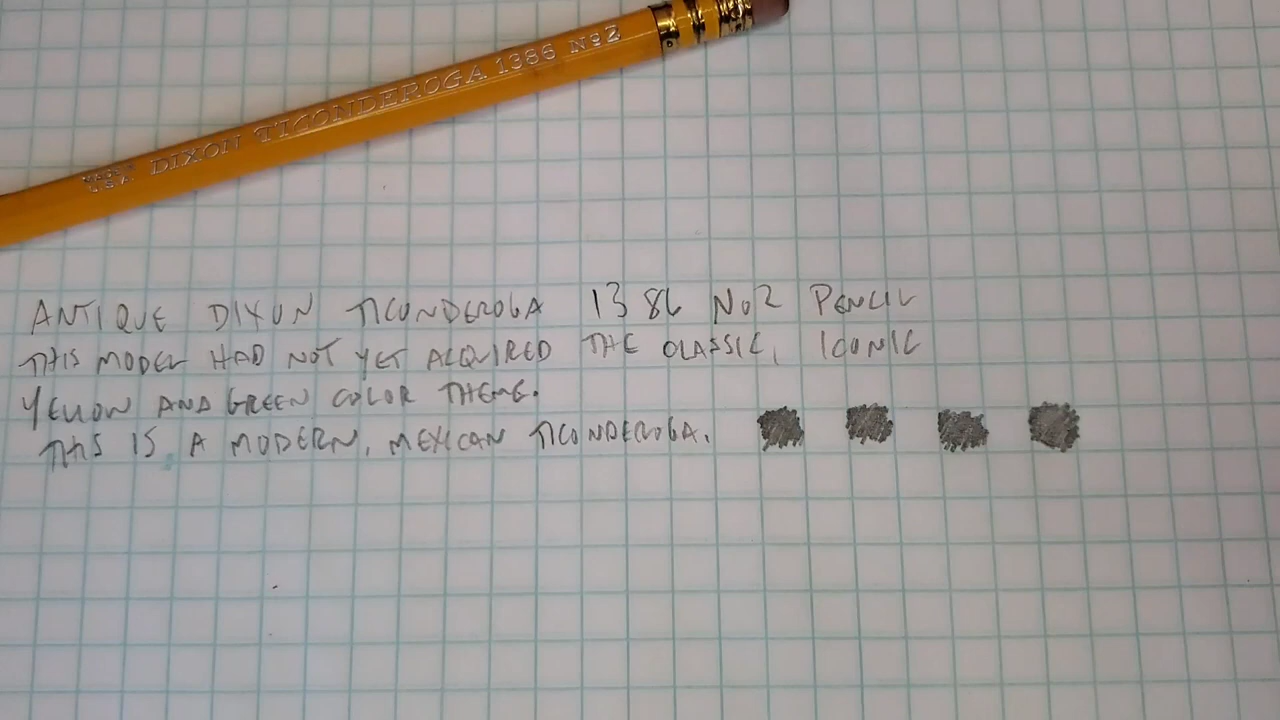 MADE IN U.S.A. DIXON TICONDEROGA 1386 Nº2
ANTIQUE DIXON TICONDEROGA 1386 No2 PENCIL
THIS MODEL HAD NOT YET ACQUIRED THE CLASSIC, ICONIC
YELLOW AND GREEN COLOR THEME.
THIS IS A MODERN, MEXICAN TICONDEROGA.